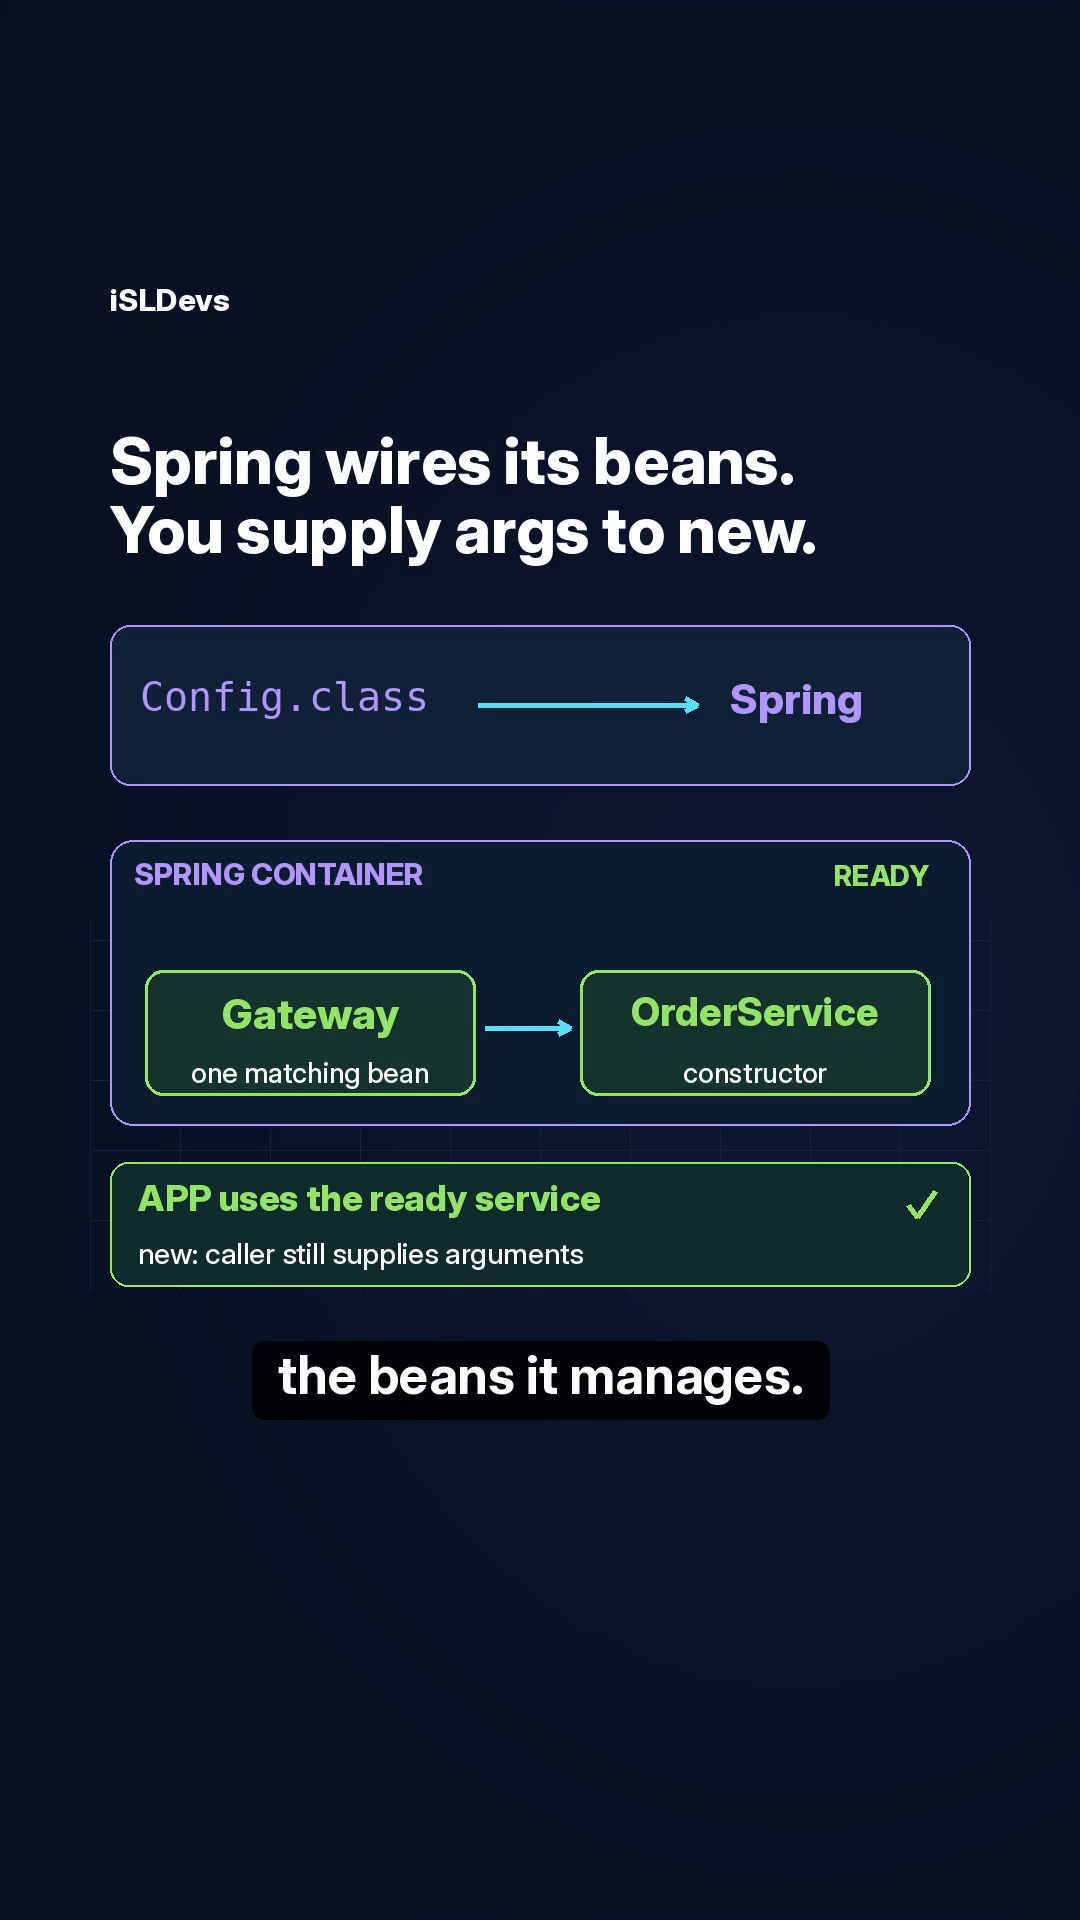 iSLDevs
Spring wires its beans.
You supply args to new.
Config.class
Spring
SPRING CONTAINER
READY
Gateway
one matching bean
OrderService
constructor
APP uses the ready service
new: caller still supplies arguments
the beans it manages.